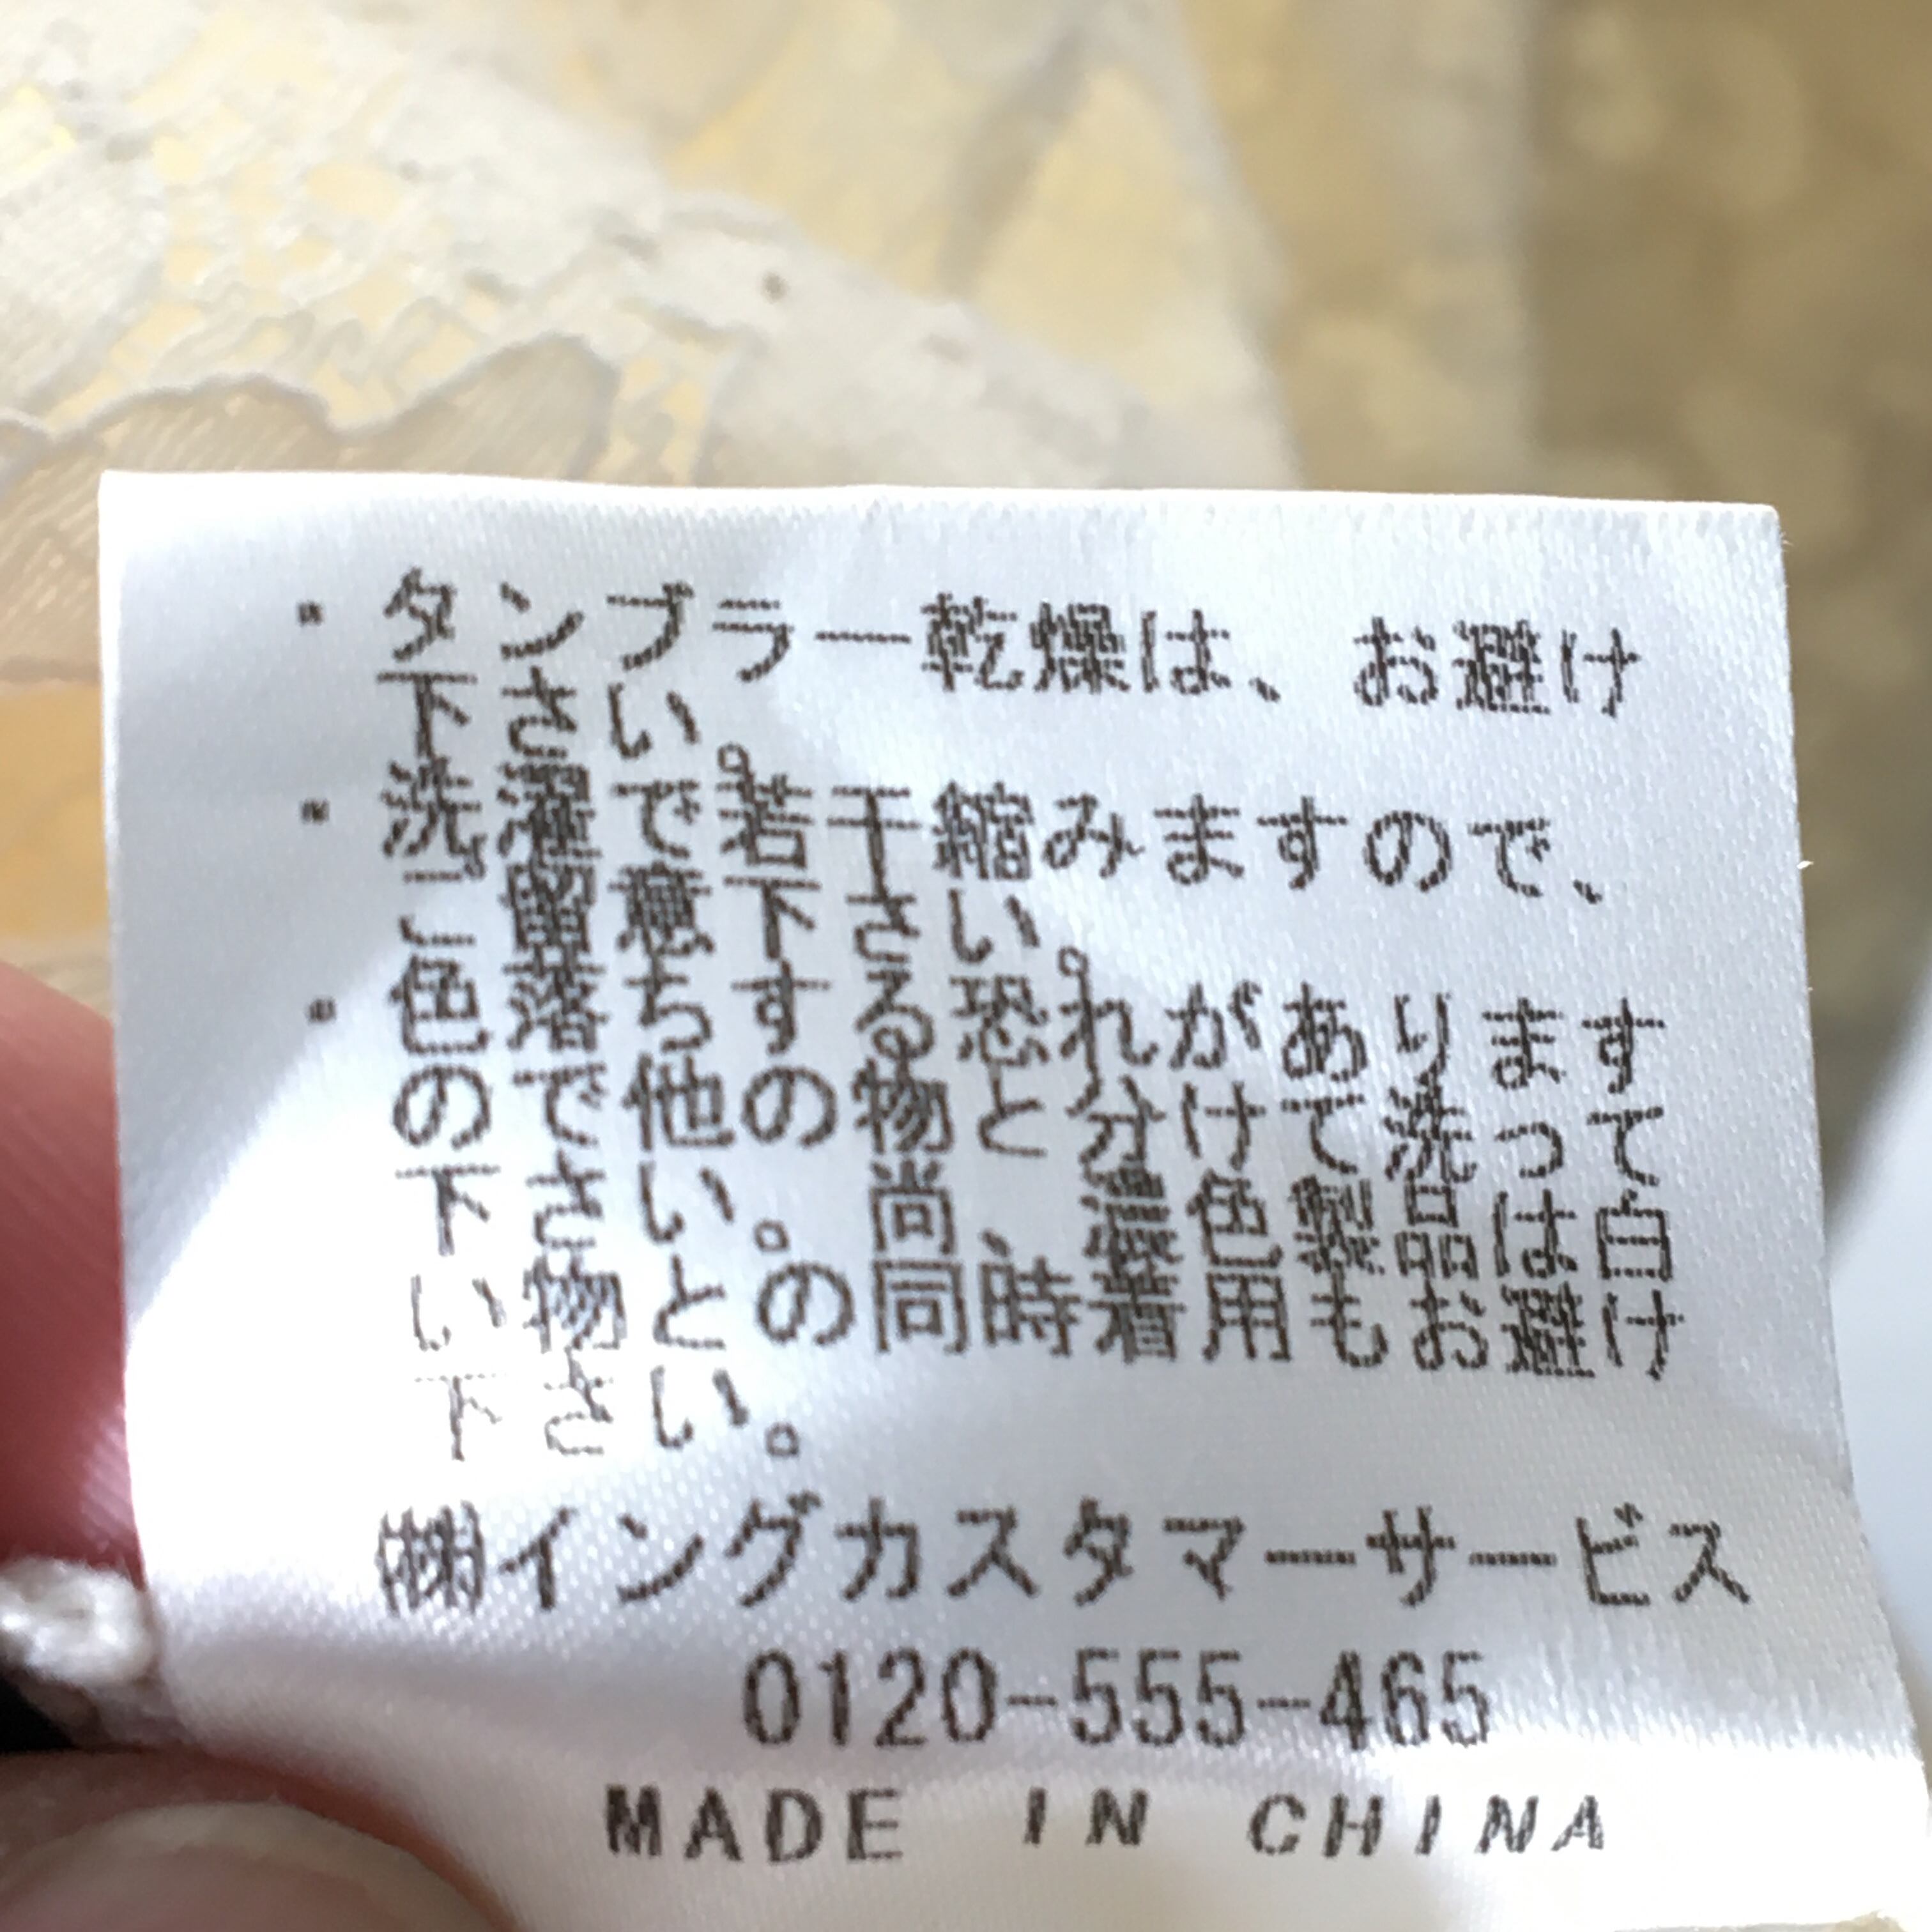 ・タンブラー乾燥は、お避け
下さい。
・洗濯で若干縮みますので、
ご留意下さい。
・色落ちする恐れがあります
ので他の物と分けて洗って
下さい。尚、濃色製品は白
い物との同時着用もお避け
下さい。
㈱イングカスタマーサービス
0120-555-465
MADE IN CHINA